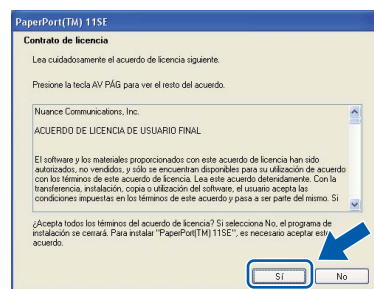 PaperPort(TM) 11SE
Contrato de licencia
Lea cuidadosamente el acuerdo de licencia siguiente.
Presione la tecla AV PÁG para ver el resto del acuerdo.
Nuance Communications, Inc.
ACUERDO DE LICENCIA DE USUARIO FINAL
El software y los materiales proporcionados con este acuerdo de licencia han sido
autorizados, no vendidos, y sólo se encuentran disponibles para su utilización de acuerdo
con los términos de este acuerdo de licencia. Lea este acuerdo detenidamente. Con la
transferencia, instalación, copia o utilización del software, el usuario acepta las
condiciones impuestas en los términos de este acuerdo y pasa a ser parte del mismo. Si
¿Acepta todos los términos del acuerdo de licencia? Si selecciona No, el programa de
instalación se cerrará. Para instalar "PaperPort(TM) 11SE", es necesario aceptar este
acuerdo.
Sí
No